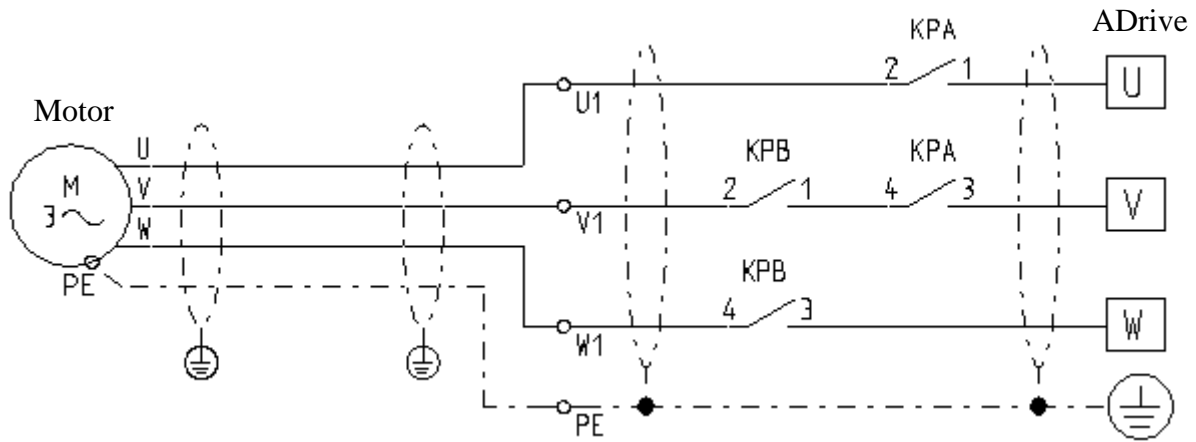 ADrive
KPA
2 1 U
U1
Motor
U
KPB KPA
M V 2 1 4 3 V
3 V1
W
KPB
PE
4 3 W
W1
PE